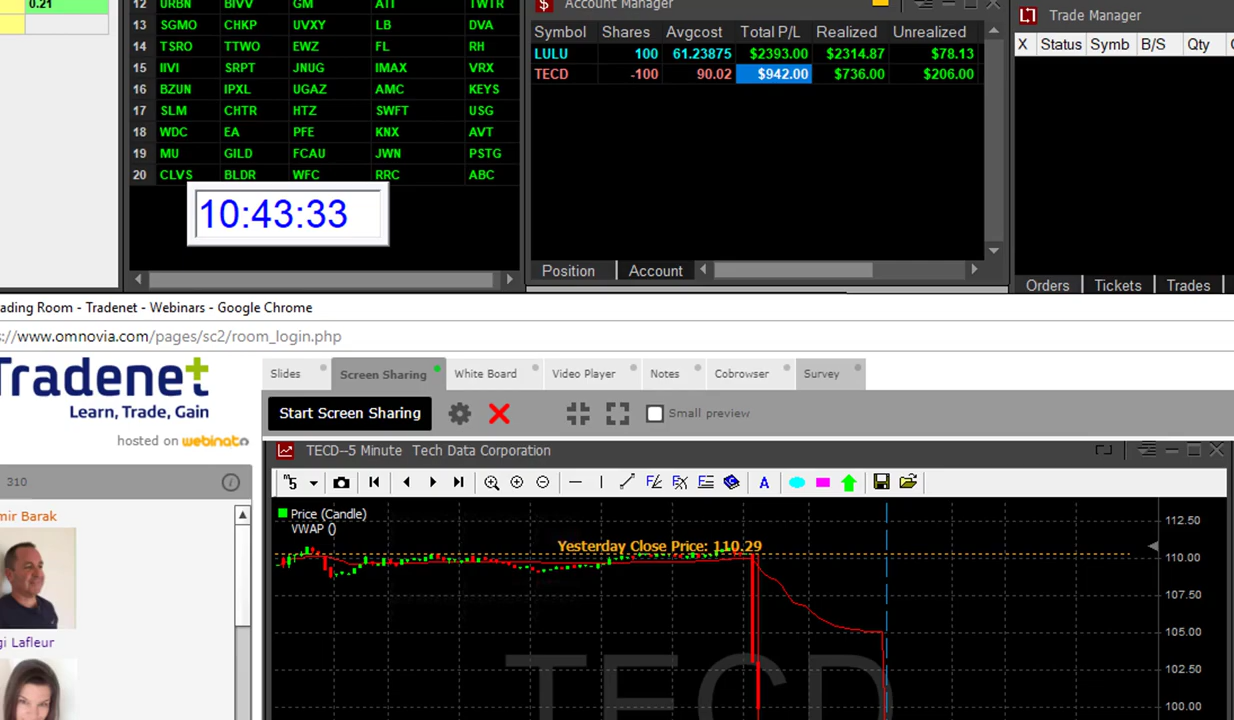 0.21
12 URBN BIVV GM ATI TWTR
13 SGMO CHKP UVXY LB DVA
14 TSRO TTWO EWZ FL RH
15 IIVI SRPT JNUG IMAX VRX
16 BZUN IPXL UGAZ AMC KEYS
17 SLM CHTR HTZ SWFT USG
18 WDC EA PFE KNX AVT
19 MU GILD FCAU JWN PSTG
20 CLVS BLDR WFC RRC ABC
10:43:33
$ Account Manager
Symbol Shares Avgcost Total P/L Realized Unrealized
LULU 100 61.23875 $2393.00 $2314.87 $78.13
TECD -100 90.02 $942.00 $736.00 $206.00
Position Account
Trade Manager
X Status Symb B/S Qty
Orders Tickets Trades
ading Room - Tradenet - Webinars - Google Chrome
://www.omnovia.com/pages/sc2/room_login.php
Tradenet
Learn, Trade, Gain
hosted on webinato
Slides Screen Sharing White Board Video Player Notes Cobrowser Survey
Start Screen Sharing Small preview
310
mir Barak
gi Lafleur
TECD--5 Minute Tech Data Corporation
5
A
Price (Candle)
VWAP ()
Yesterday Close Price: 110.29
112.50
110.00
107.50
105.00
102.50
100.00
TECD